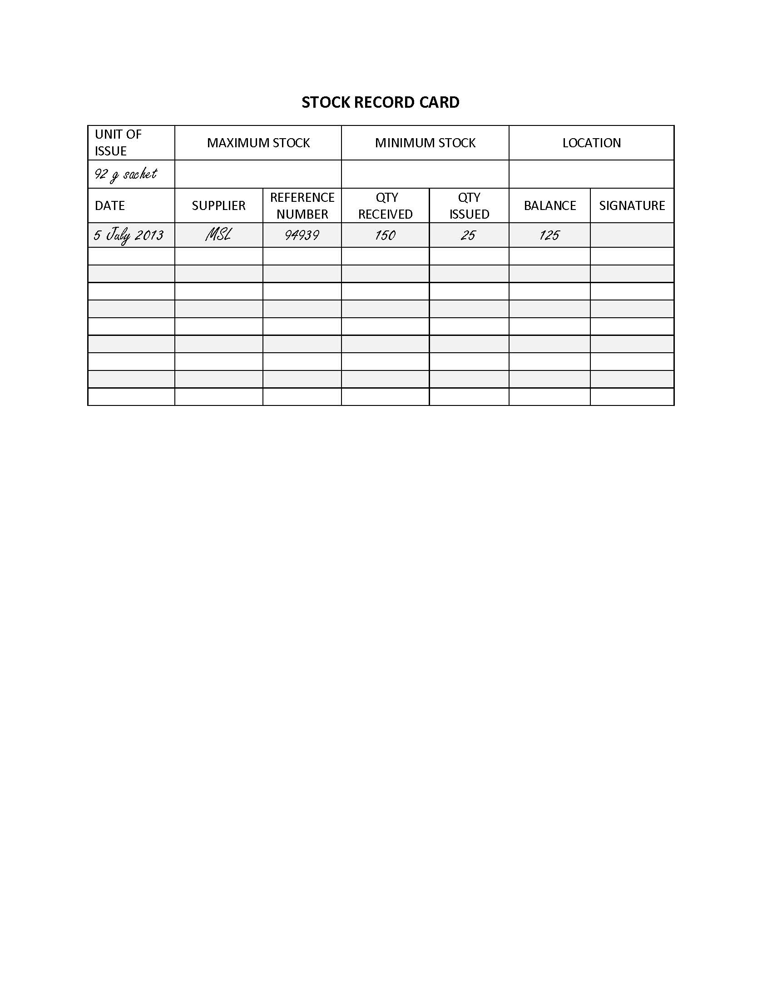 STOCK RECORD CARD
UNIT OF
ISSUE
MAXIMUM STOCK
MINIMUM STOCK
LOCATION
92 g sachet
DATE
SUPPLIER
REFERENCE
NUMBER
QTY
RECEIVED
QTY
ISSUED
BALANCE
SIGNATURE
5 July 2013
MSL
94939
150
25
125